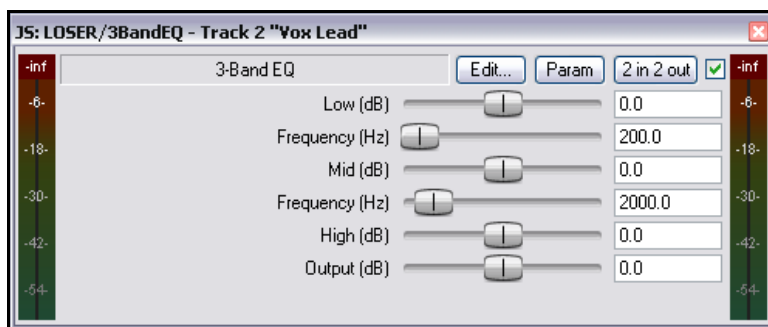 JS: LOSER/3BandEQ - Track 2 "Vox Lead"
-inf 3-Band EQ Edit... Param 2 in 2 out -inf
-6- Low (dB) 0.0 -6-
Frequency (Hz) 200.0
-18- Mid (dB) 0.0 -18-
-30- Frequency (Hz) 2000.0 -30-
-42- High (dB) 0.0 -42-
Output (dB) 0.0
-54- -54-